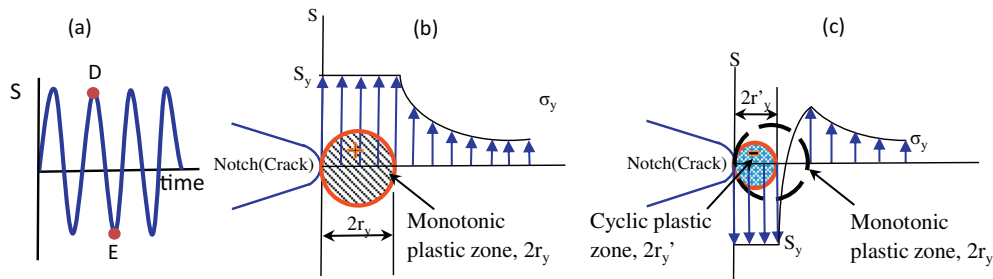 (a)
S
D
E
time
(b)
S
Sy
σy
+
Notch(Crack)
2ry
Monotonic
plastic zone, 2ry
(c)
S
2r'y
σy
-
Notch(Crack)
Cyclic plastic
zone, 2ry'
Sy
Monotonic
plastic zone, 2ry